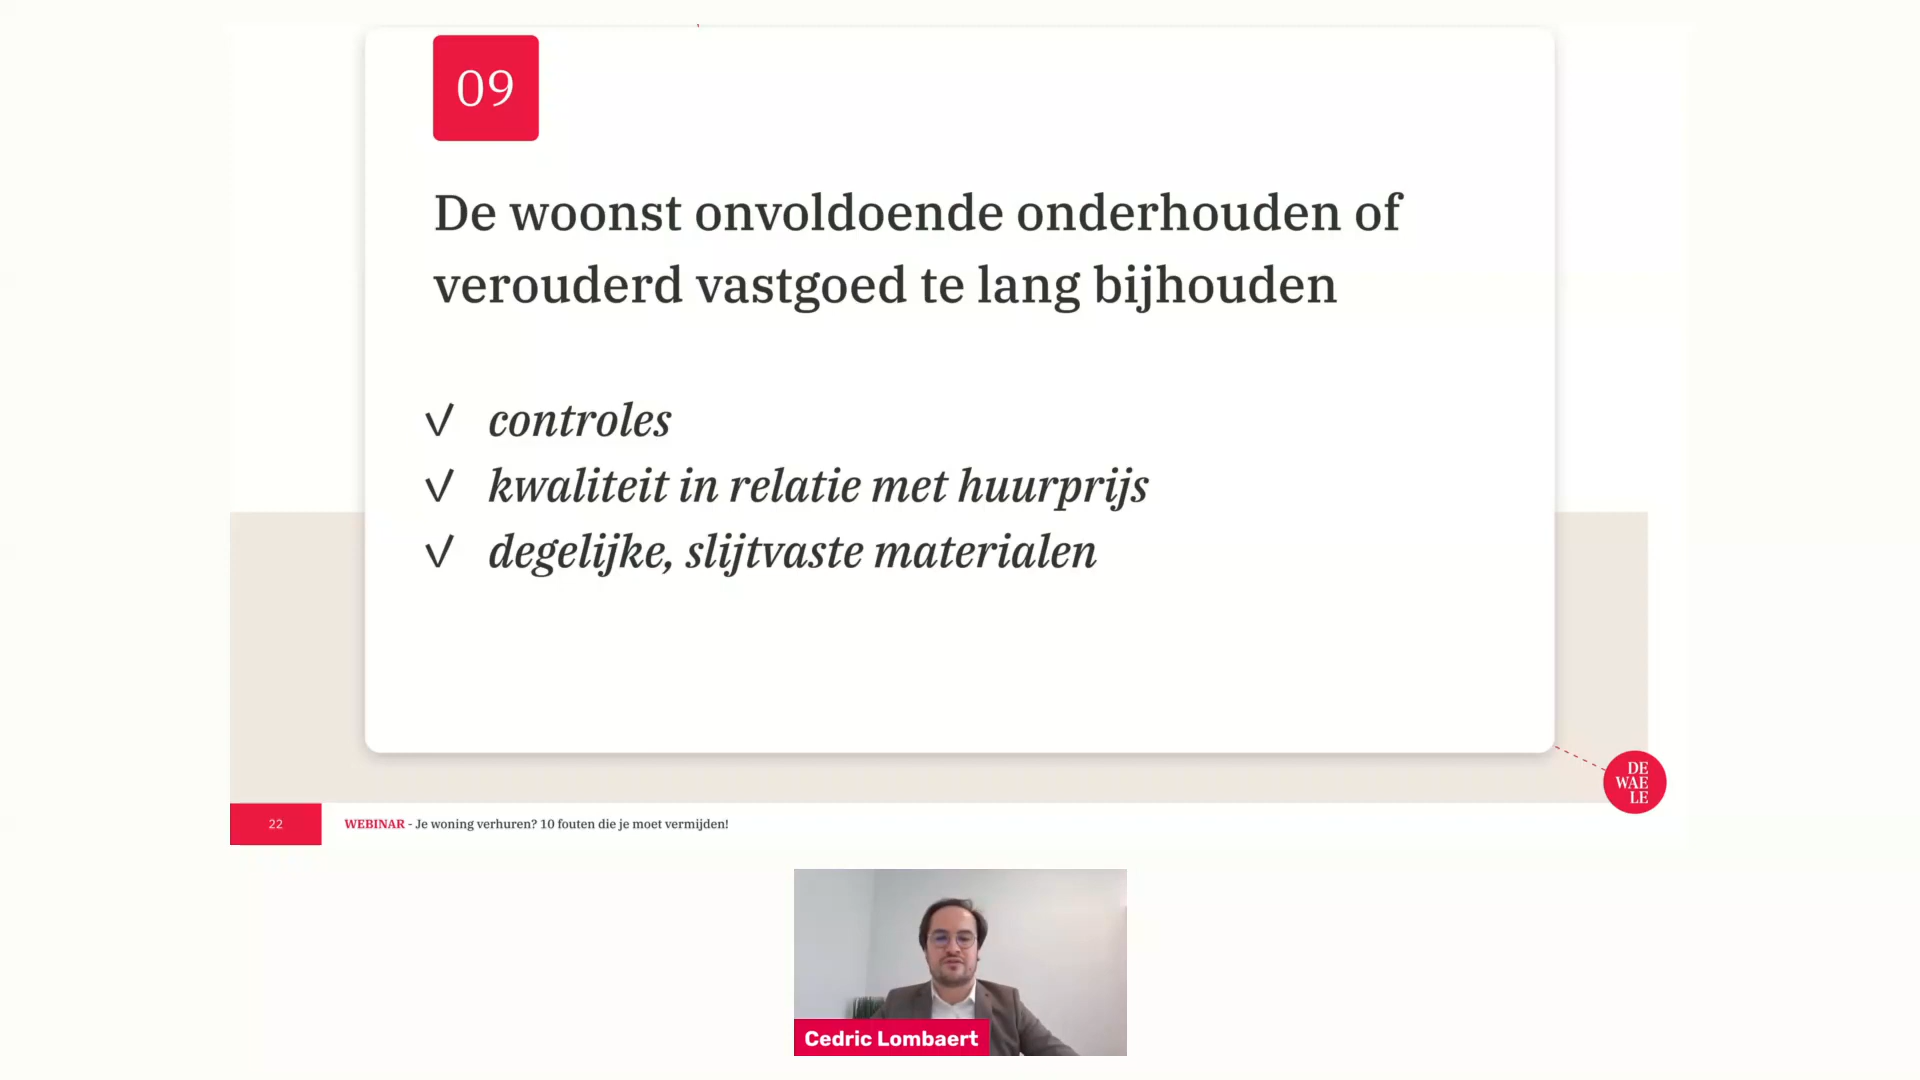 09
De woonst onvoldoende onderhouden of
verouderd vastgoed te lang bijhouden
✓ controles
✓ kwaliteit in relatie met huurprijs
✓ degelijke, slijtvaste materialen
DE
WAE
LE
22
WEBINAR - Je woning verhuren? 10 fouten die je moet vermijden!
Cedric Lombaert